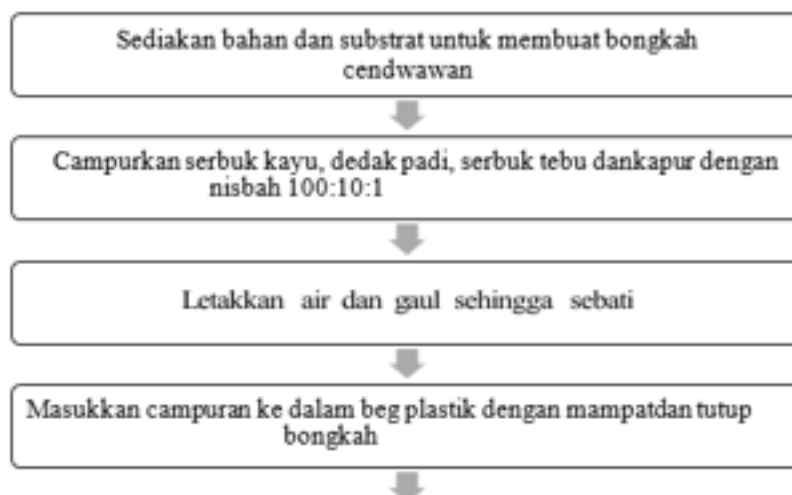 Sediakan bahan dan substrat untuk membuat bongkah
cendwawan
Campurkan serbuk kayu, dedak padi, serbuk tebu dankapur dengan
nisbah 100:10:1
Letakkan air dan gaul sehingga sebati
Masukkan campuran ke dalam beg plastik dengan mampatdan tutup
bongkah